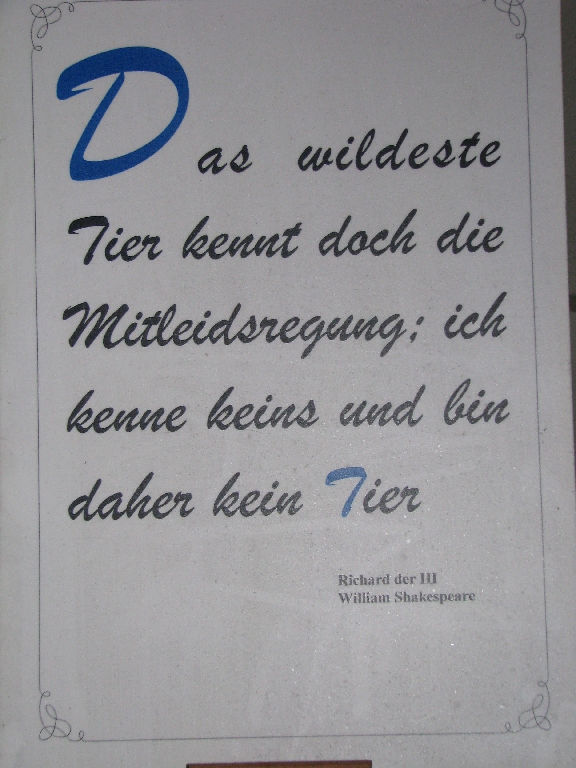 Das wildeste
Tier kennt doch die
Mitleidsregung; ich
kenne keins und bin
daher kein Tier
Richard der III
William Shakespeare